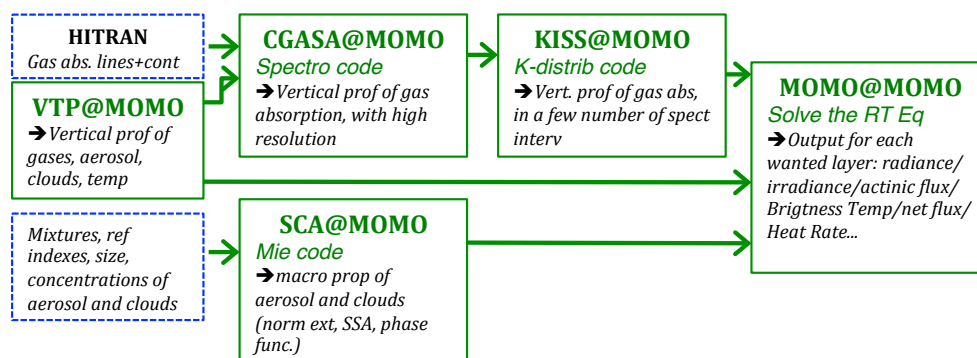 HITRAN
Gas abs. lines+cont
VTP@MOMO
➔Vertical prof of
gases, aerosol,
clouds, temp
Mixtures, ref
indexes, size,
concentrations of
aerosol and clouds
CGASA@MOMO
Spectro code
➔Vertical prof of gas
absorption, with high
resolution
SCA@MOMO
Mie code
➔macro prop of
aerosol and clouds
(norm ext, SSA, phase
func.)
KISS@MOMO
K-distrib code
➔Vert. prof of gas abs,
in a few number of spect
interv
MOMO@MOMO
Solve the RT Eq
➔Output for each
wanted layer: radiance/
irradiance/actinic flux/
Brigtness Temp/net flux/
Heat Rate...